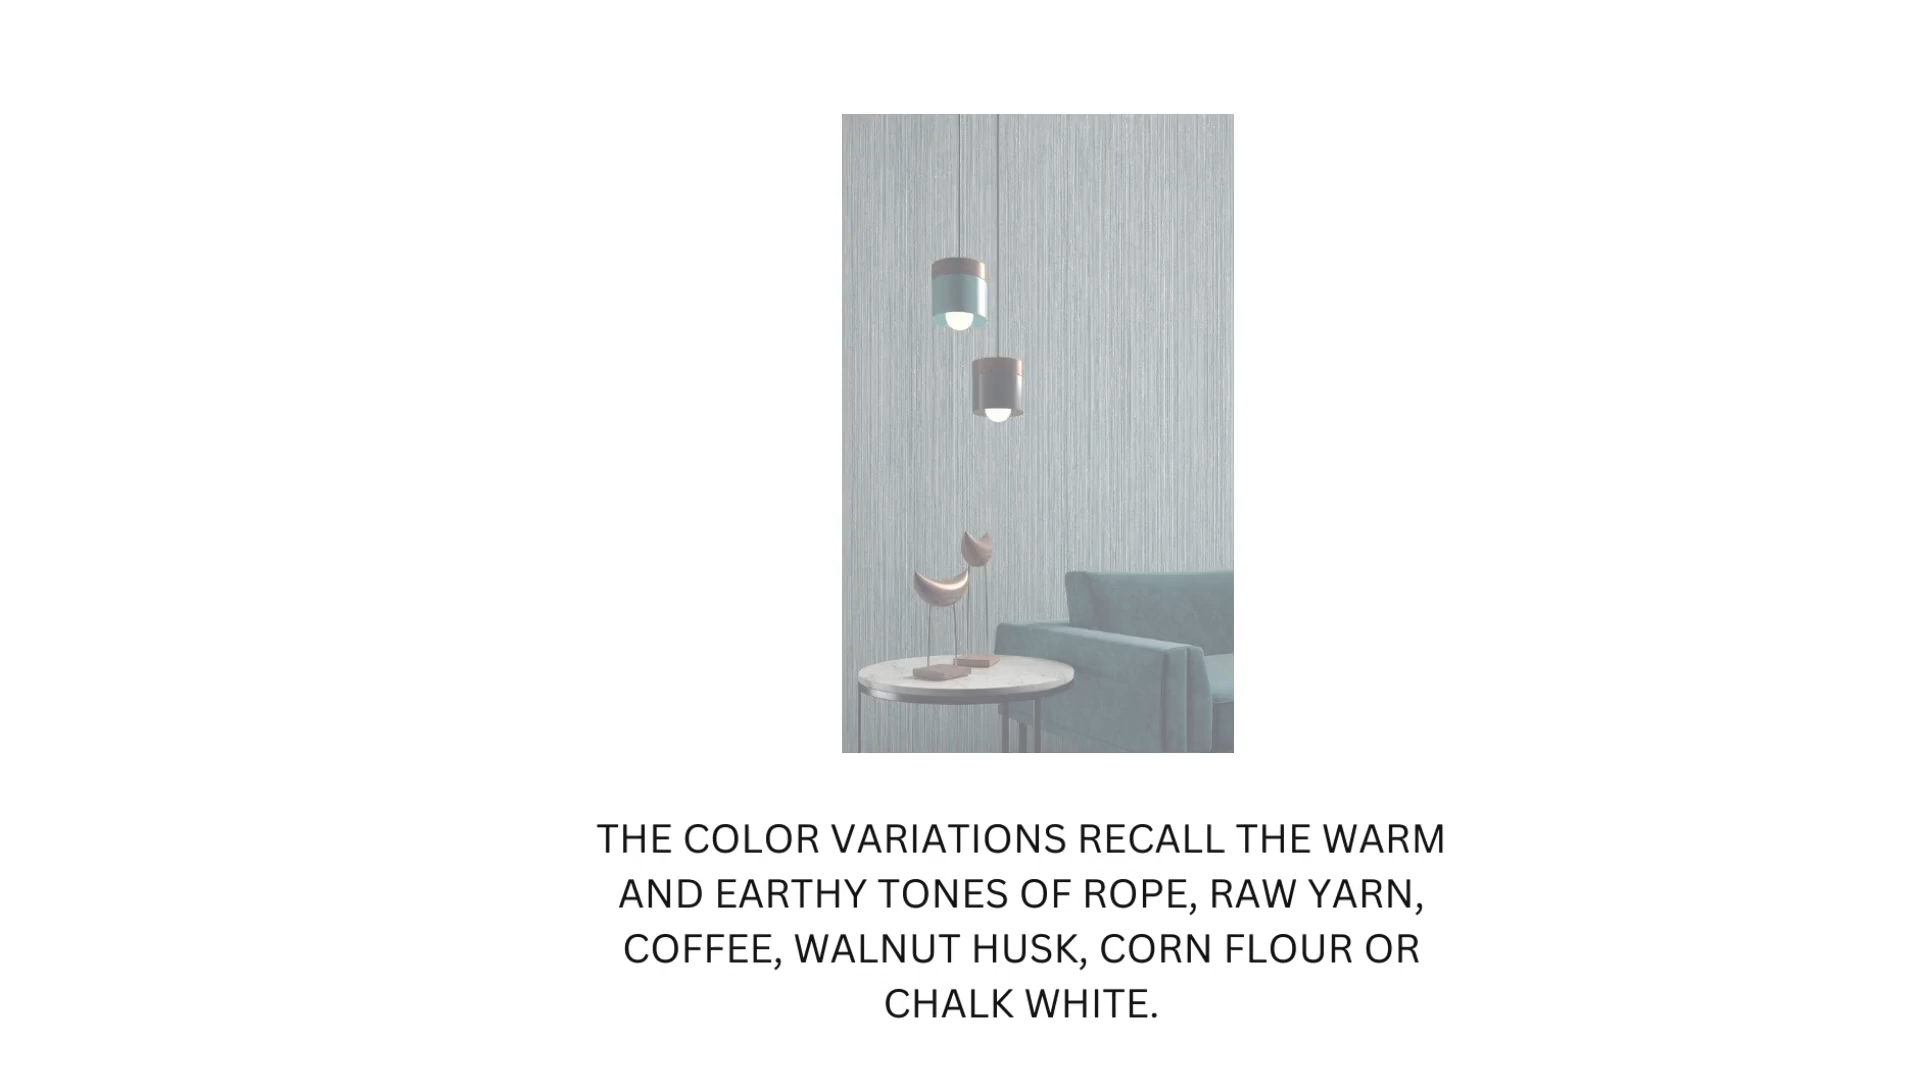 THE COLOR VARIATIONS RECALL THE WARM
AND EARTHY TONES OF ROPE, RAW YARN,
COFFEE, WALNUT HUSK, CORN FLOUR OR
CHALK WHITE.